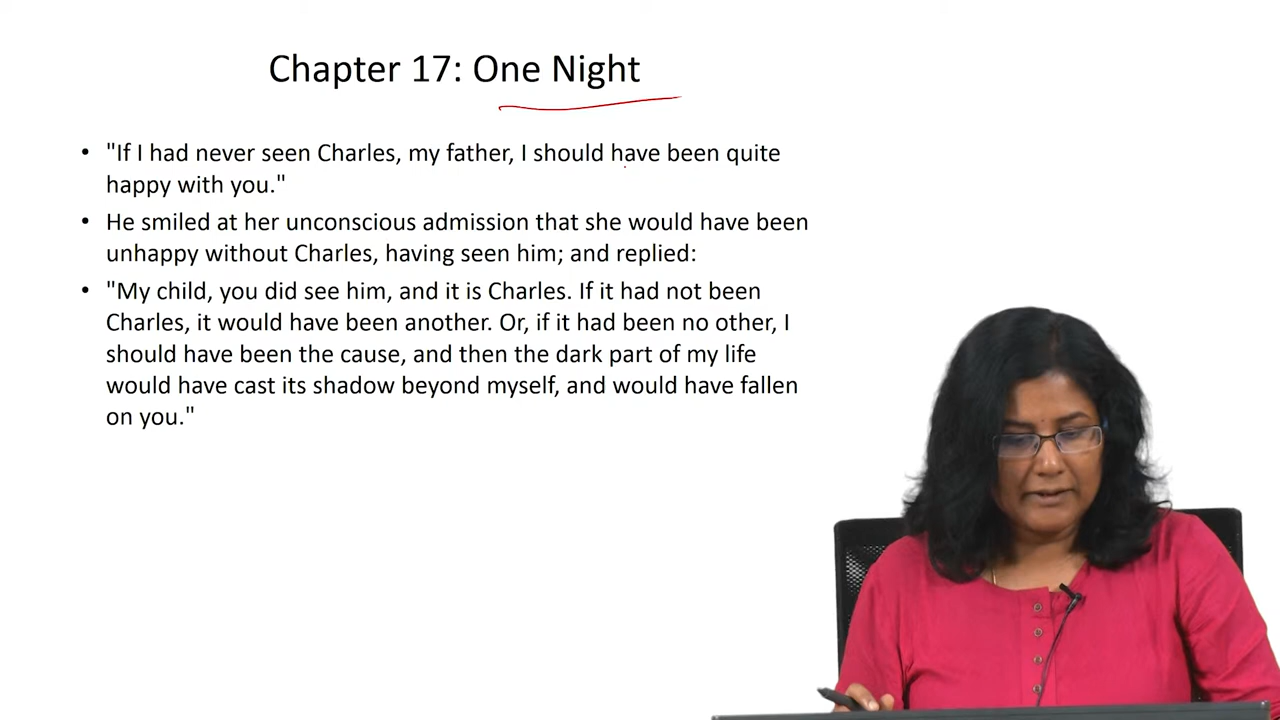 Chapter 17: One Night
• "If I had never seen Charles, my father, I should have been quite
happy with you."
• He smiled at her unconscious admission that she would have been
unhappy without Charles, having seen him; and replied:
• "My child, you did see him, and it is Charles. If it had not been
Charles, it would have been another. Or, if it had been no other, I
should have been the cause, and then the dark part of my life
would have cast its shadow beyond myself, and would have fallen
on you."